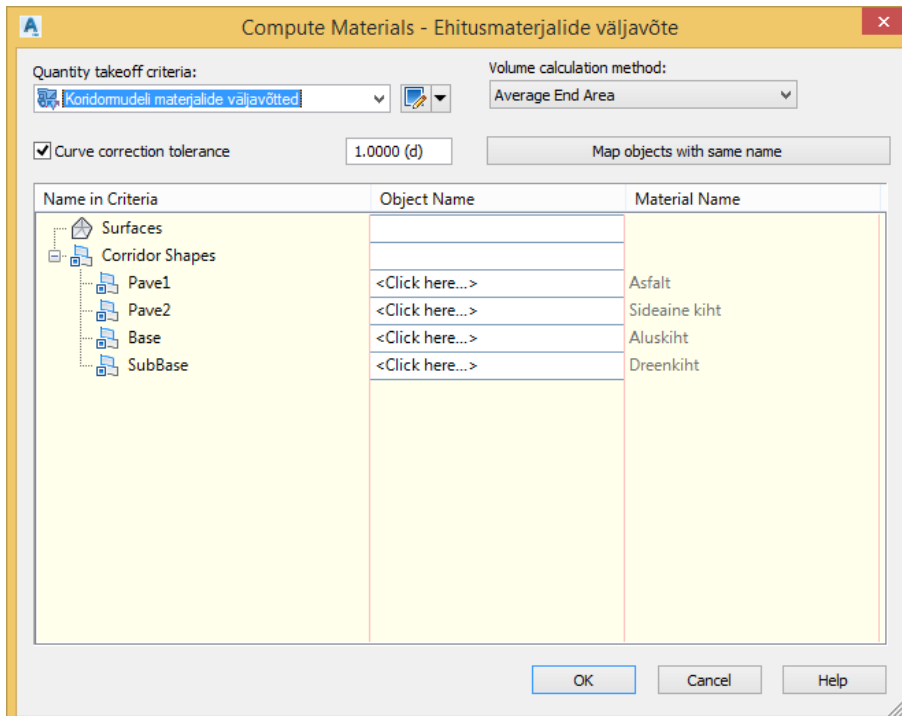 Compute Materials - Ehitusmaterjalide väljavõte
Quantity takeoff criteria:
Volume calculation method:
Koridormudeli materjalide väljavõtted
Average End Area
Curve correction tolerance
1.0000 (d)
Map objects with same name
Name in Criteria Object Name Material Name
Surfaces
Corridor Shapes
Pave1 <Click here...> Asfalt
Pave2 <Click here...> Sideaine kiht
Base <Click here...> Aluskiht
SubBase <Click here...> Dreenkiht
OK Cancel Help